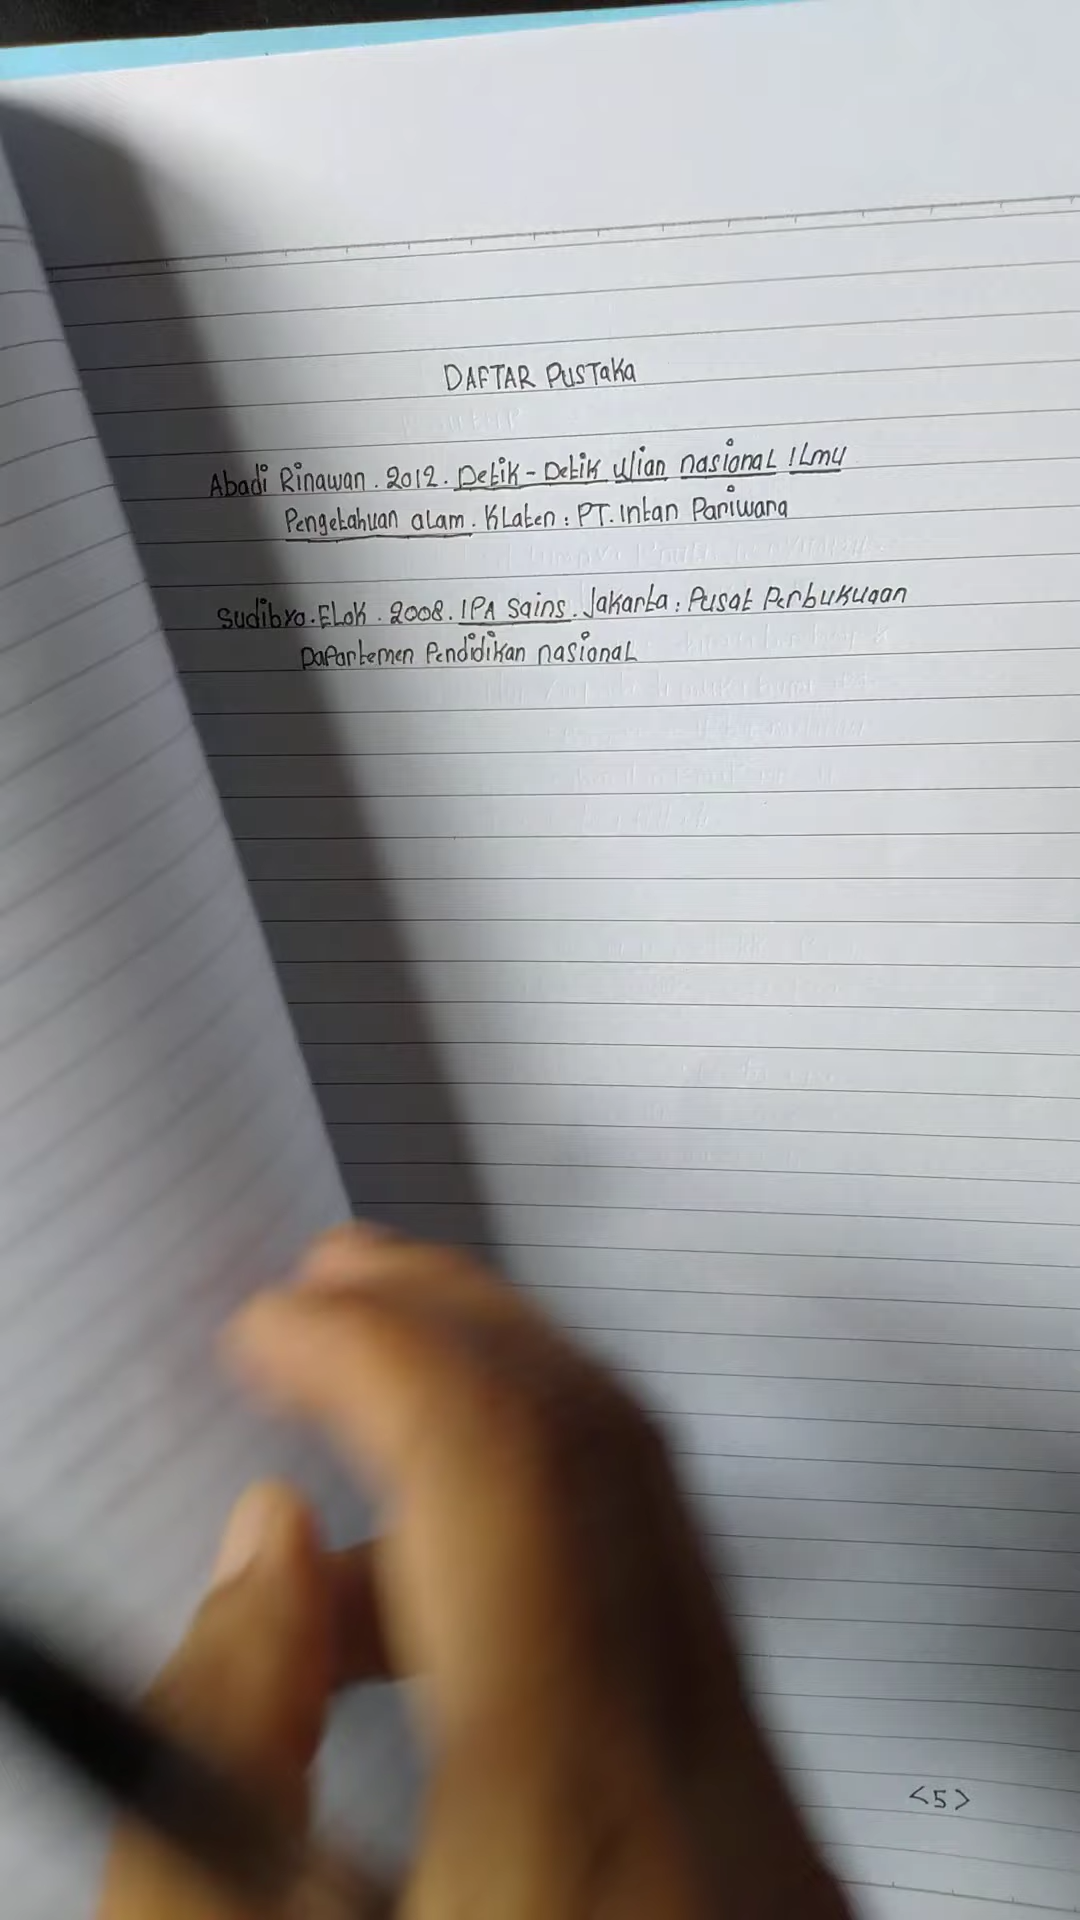 DAFTAR PUSTAKA
Abadi Rinawan. 2012. Detik-Detik Ujian nasional Ilmu
Pengetahuan alam. Klaten: PT. Intan Pariwara
Sudibyo. Elok. 2008. IPA Sains. Jakarta: Pusat Perbukuaan
Dapartemen Pendidikan nasional
<5>